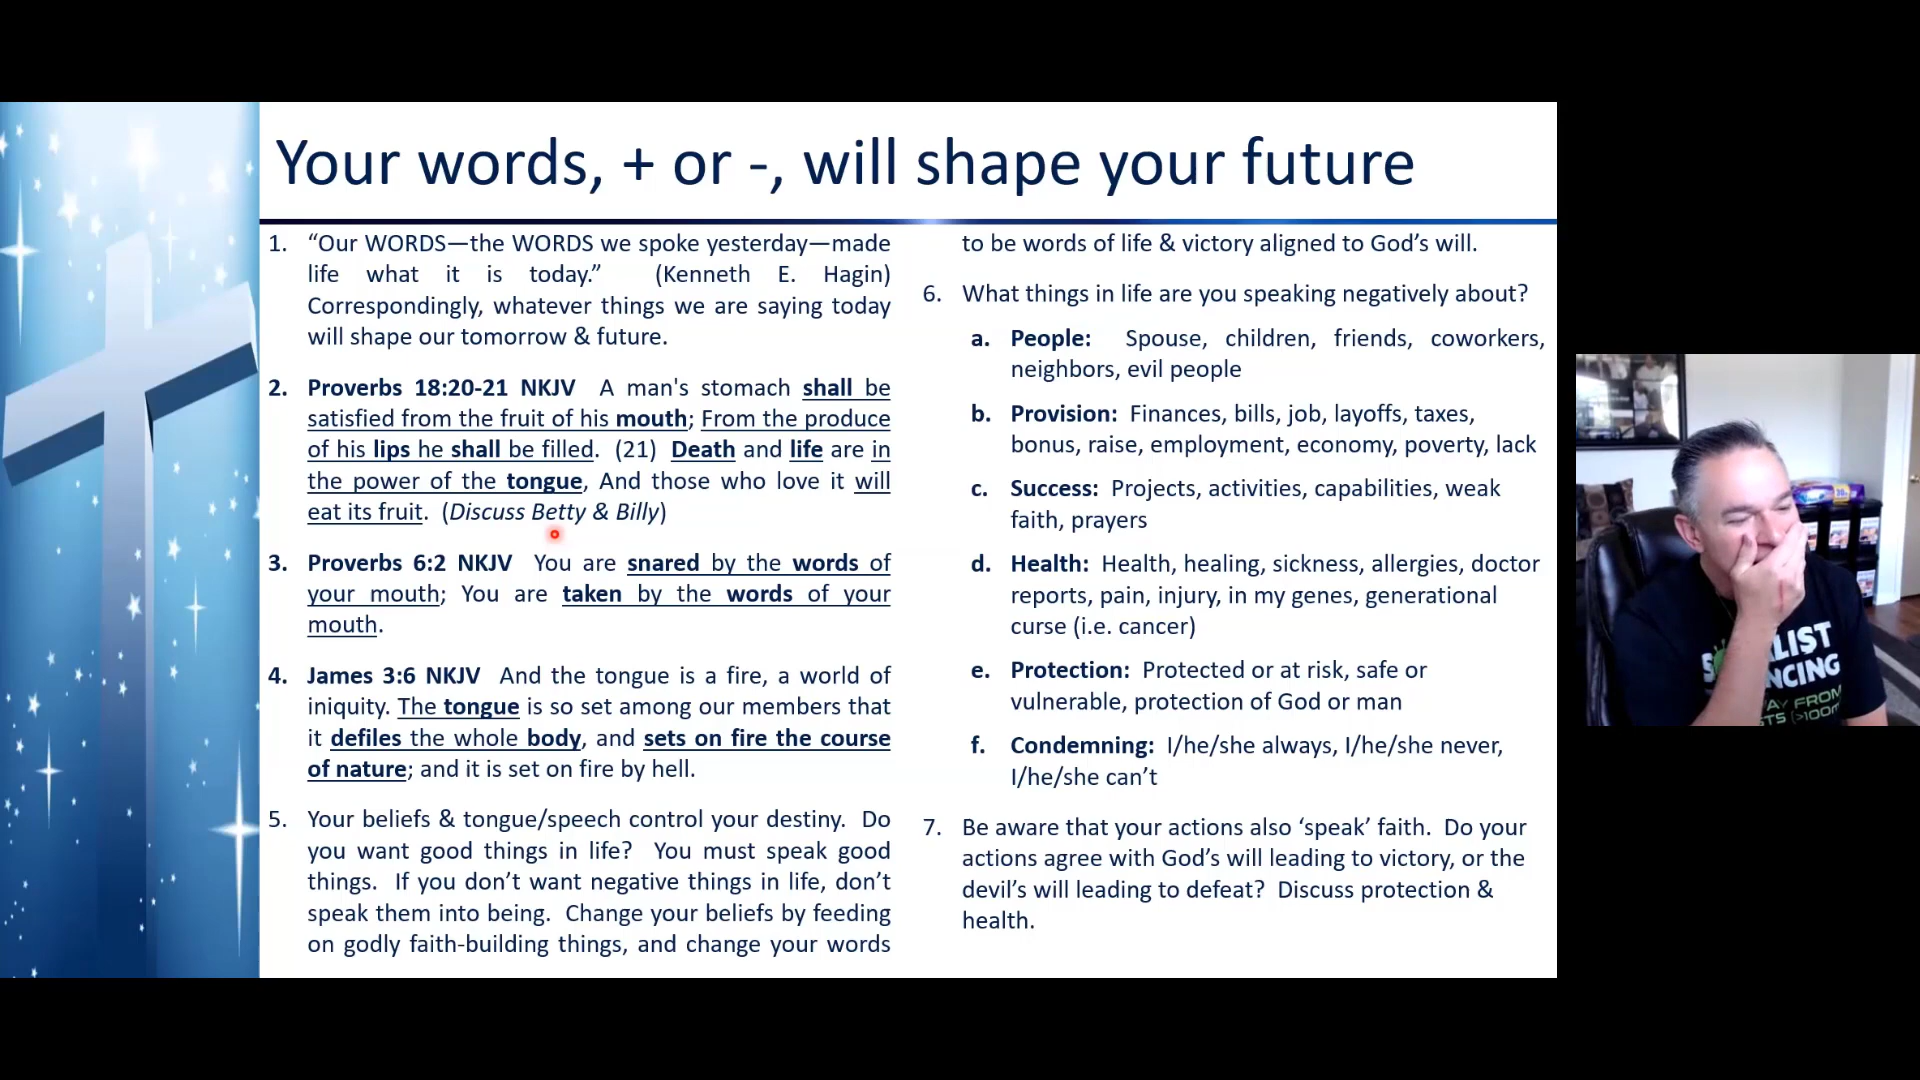 Your words, + or -, will shape your future
1. “Our WORDS—the WORDS we spoke yesterday—made
life what it is today.” (Kenneth E. Hagin)
Correspondingly, whatever things we are saying today
will shape our tomorrow & future.
2. Proverbs 18:20-21 NKJV A man's stomach shall be
satisfied from the fruit of his mouth; From the produce
of his lips he shall be filled. (21) Death and life are in
the power of the tongue, And those who love it will
eat its fruit. (Discuss Betty & Billy)
3. Proverbs 6:2 NKJV You are snared by the words of
your mouth; You are taken by the words of your
mouth.
4. James 3:6 NKJV And the tongue is a fire, a world of
iniquity. The tongue is so set among our members that
it defiles the whole body, and sets on fire the course
of nature; and it is set on fire by hell.
5. Your beliefs & tongue/speech control your destiny. Do
you want good things in life? You must speak good
things. If you don’t want negative things in life, don’t
speak them into being. Change your beliefs by feeding
on godly faith-building things, and change your words
to be words of life & victory aligned to God’s will.
6. What things in life are you speaking negatively about?
a. People: Spouse, children, friends, coworkers,
neighbors, evil people
b. Provision: Finances, bills, job, layoffs, taxes,
bonus, raise, employment, economy, poverty, lack
c. Success: Projects, activities, capabilities, weak
faith, prayers
d. Health: Health, healing, sickness, allergies, doctor
reports, pain, injury, in my genes, generational
curse (i.e. cancer)
e. Protection: Protected or at risk, safe or
vulnerable, protection of God or man
f. Condemning: I/he/she always, I/he/she never,
I/he/she can’t
7. Be aware that your actions also ‘speak’ faith. Do your
actions agree with God’s will leading to victory, or the
devil’s will leading to defeat? Discuss protection &
health.
FROM